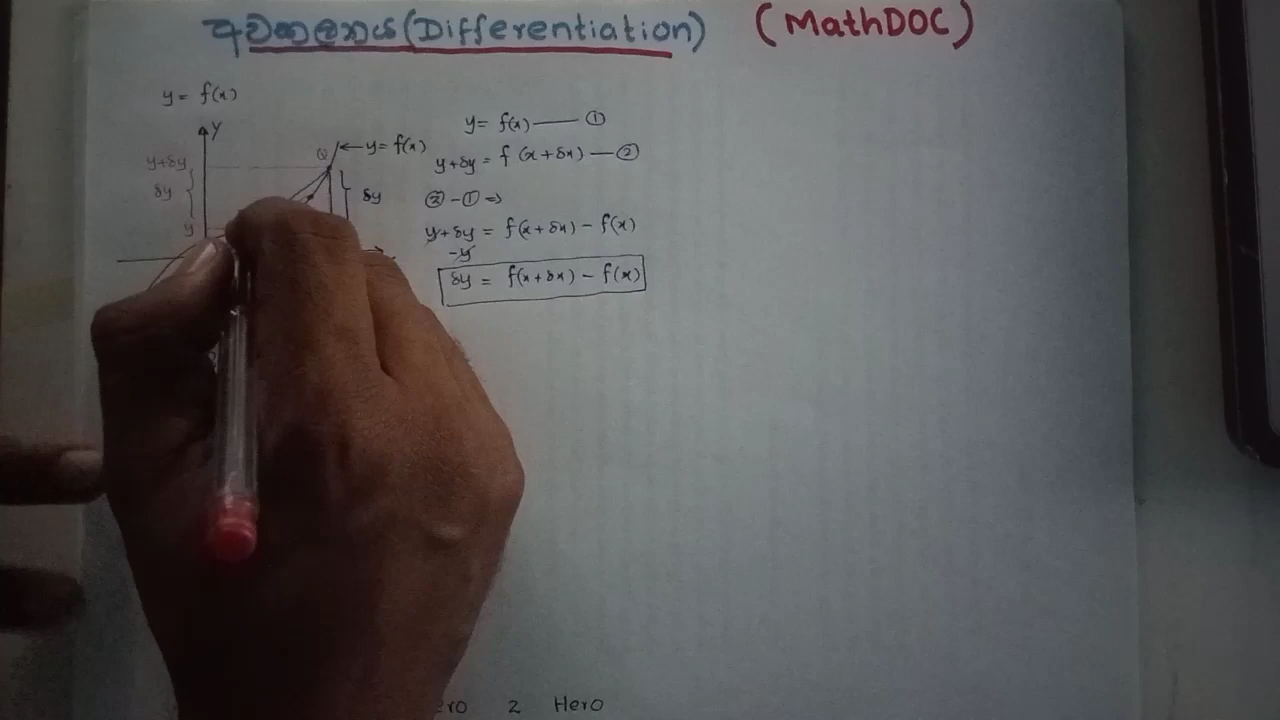 අවකලනය (Differentiation) (MathDOC)
y = f(x)
Y
y+δy
δy
y
Q
y = f(x)
δy
y = f(x) — ①
y+δy = f (x+δx) — ②
② - ① ⇒
y+δy = f(x+δx) - f(x)
-y
δy = f(x+δx) - f(x)
2 Hero